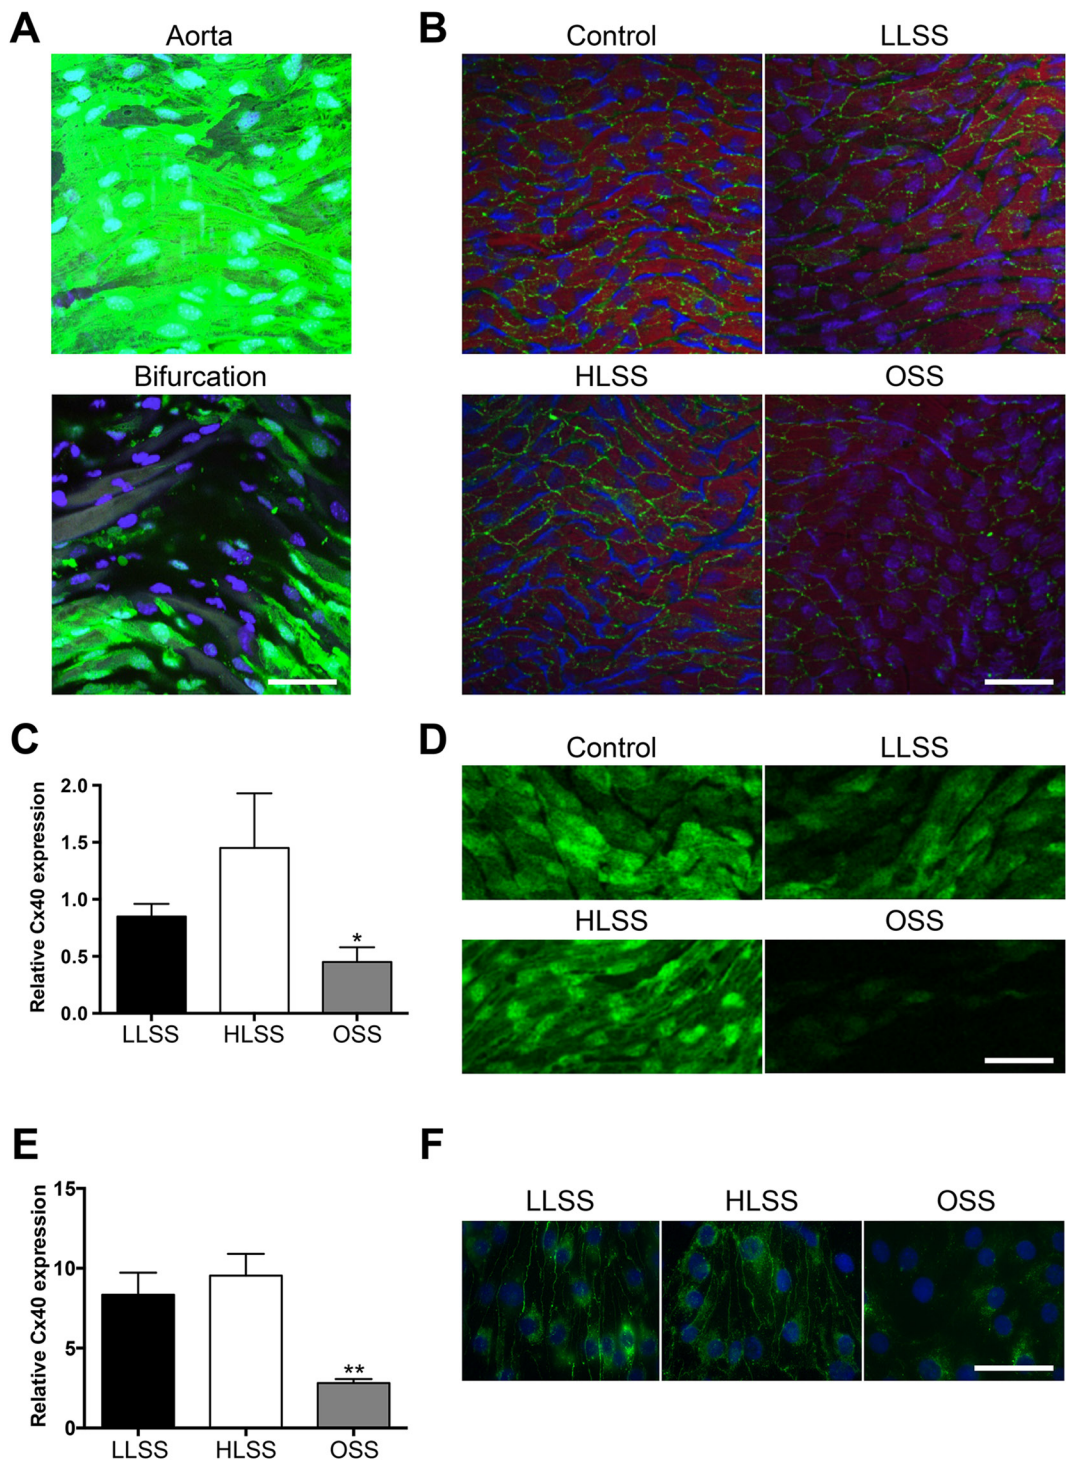 A
Aorta
Bifurcation
B
Control
LLSS
HLSS
OSS
C
Relative Cx40 expression
2.0
1.5
1.0
0.5
0.0
*
LLSS
HLSS
OSS
D
Control
LLSS
HLSS
OSS
E
Relative Cx40 expression
15
10
5
0
**
LLSS
HLSS
OSS
F
LLSS
HLSS
OSS